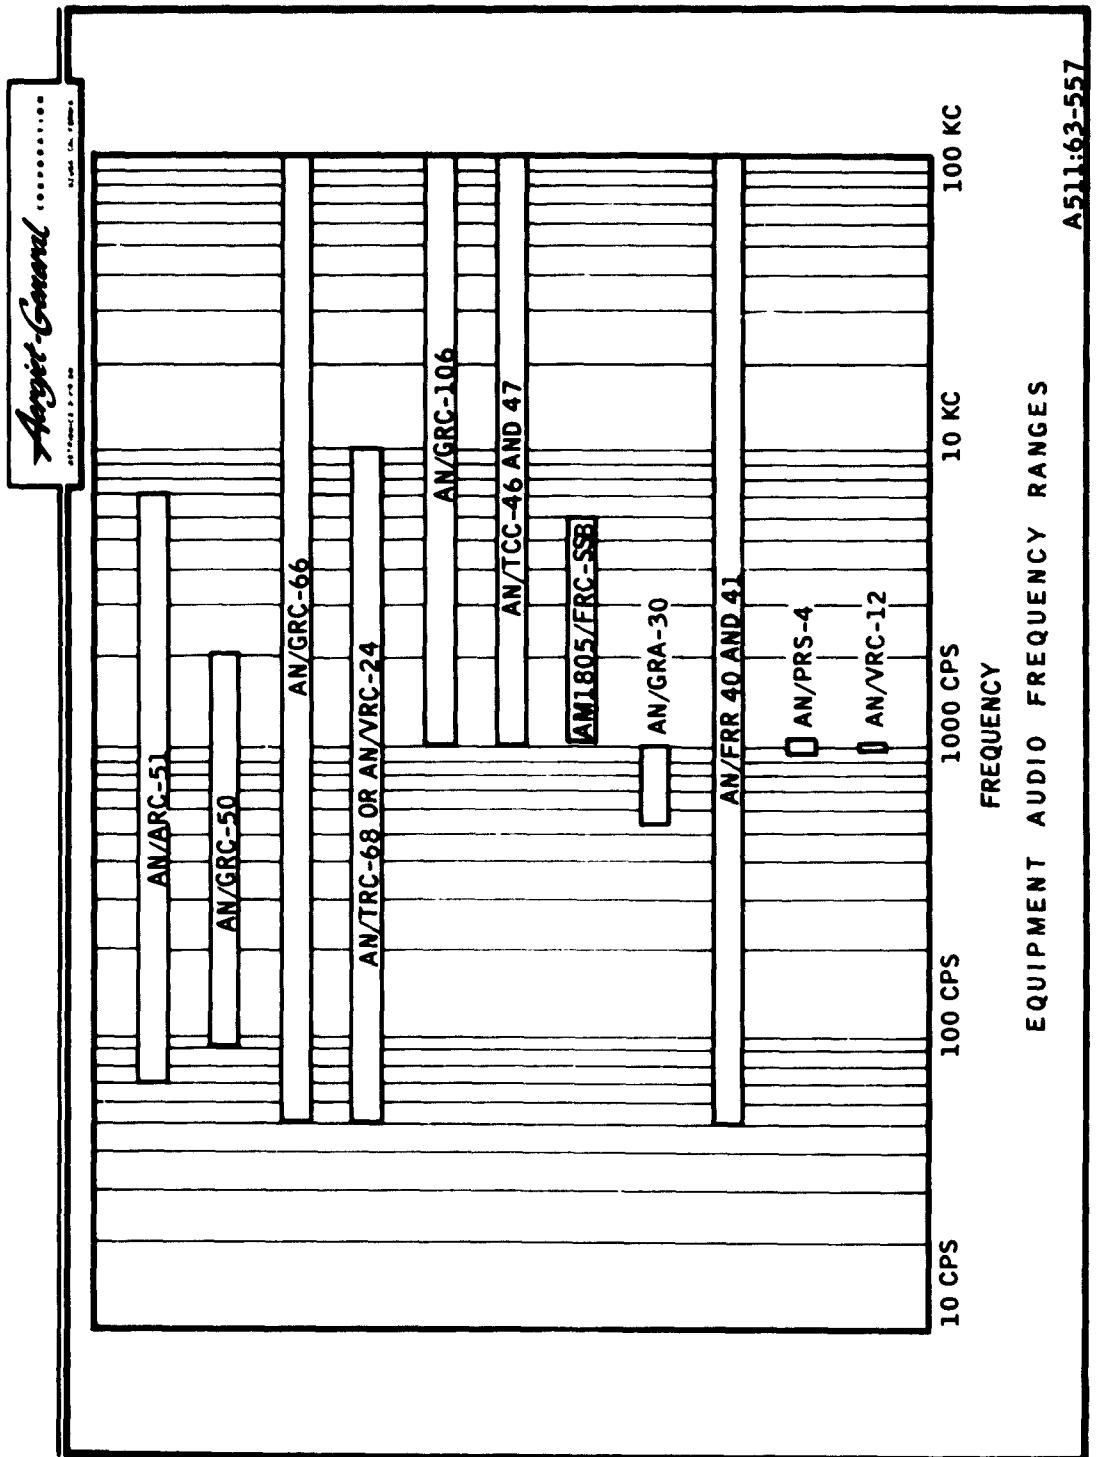 Aerojet-General
AN/ARC-51
AN/GRC-50
AN/GRC-66
AN/TRC-68 OR AN/VRC-24
AN/GRC-106
AN/TCC-46 AND 47
AM1805/FRC-SSB
AN/GRA-30
AN/FRR 40 AND 41
AN/PRS-4
AN/VRC-12
10 CPS
100 CPS
1000 CPS
10 KC
100 KC
FREQUENCY
EQUIPMENT AUDIO FREQUENCY RANGES
A511:63-557